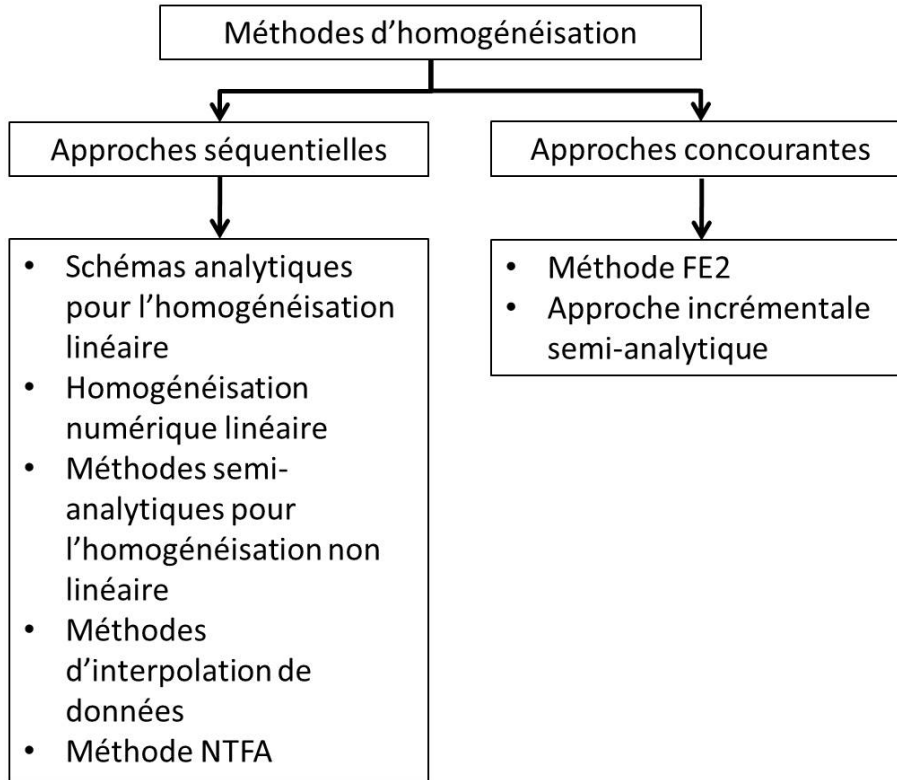 Méthodes d’homogénéisation
Approches séquentielles
Approches concourantes
• Schémas analytiques
pour l’homogénéisation
linéaire
• Homogénéisation
numérique linéaire
• Méthodes semi-
analytiques pour
l’homogénéisation non
linéaire
• Méthodes
d’interpolation de
données
• Méthode NTFA
• Méthode FE2
• Approche incrémentale
semi-analytique